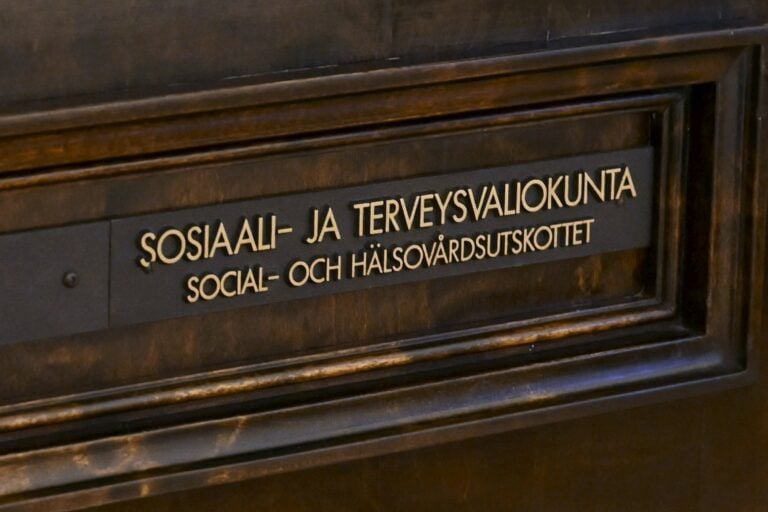 SOSIAALI- JA TERVEYSVALIOKUNTA
SOCIAL- OCH HÄLSOVÅRDSUTSKOTTET